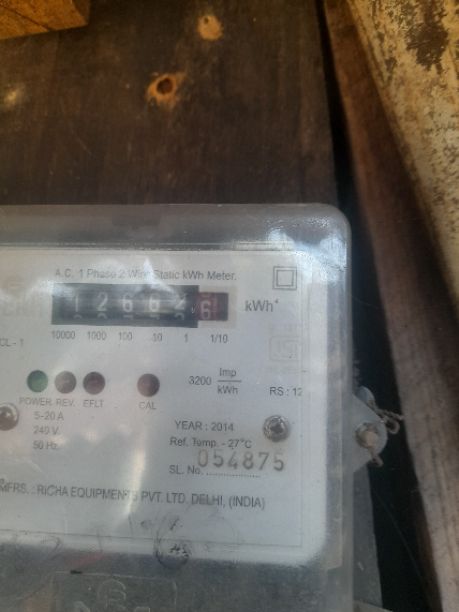 A.C. 1 Phase 2 Wire Static kWh Meter.
1 2 6 6 4 6 kWh
10000 1000 100 10 1 1/10
CL - 1
3200 Imp/kWh
RS : 12
POWER. REV. EFLT CAL
5-20 A
240 V.
50 Hz.
YEAR : 2014
Ref. Temp. - 27°C
SL. No. 054875
MFRS. : RICHA EQUIPMENTS PVT. LTD. DELHI, (INDIA)